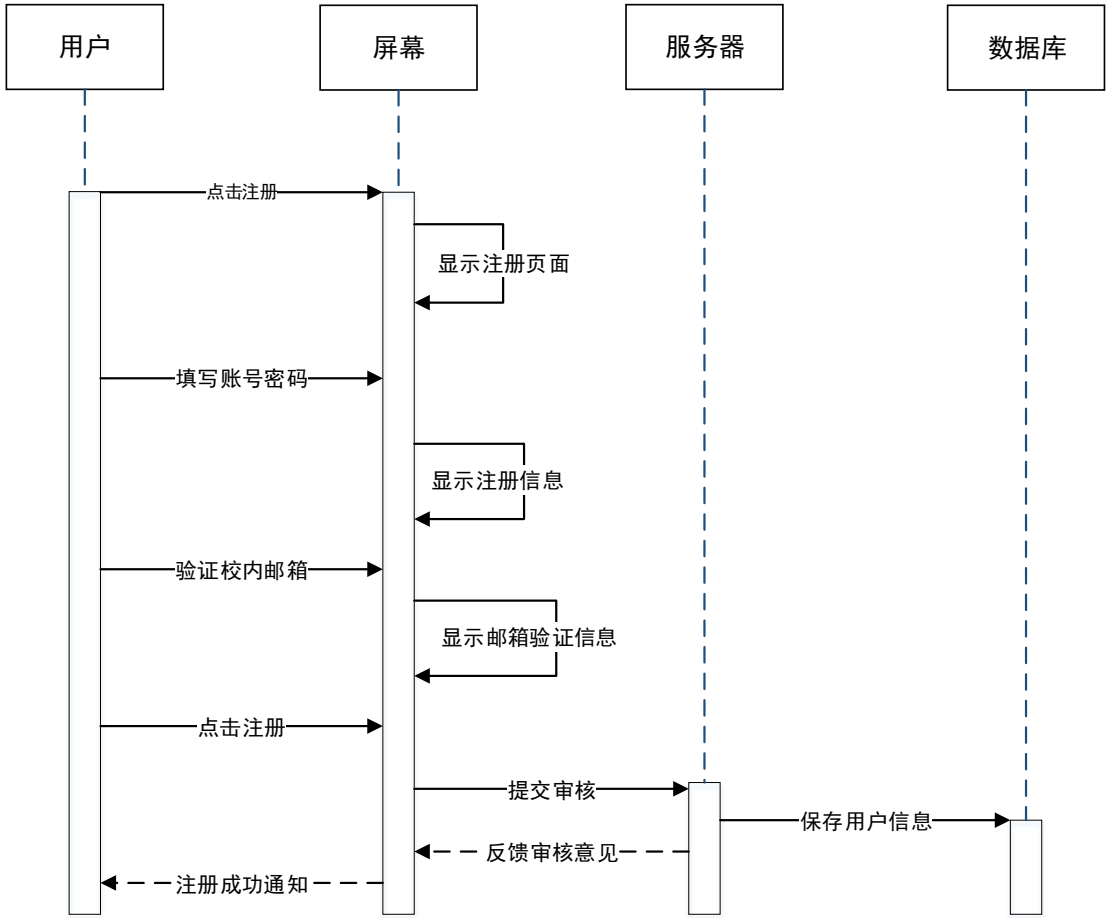 用户
屏幕
服务器
数据库
点击注册
显示注册页面
填写账号密码
显示注册信息
验证校内邮箱
显示邮箱验证信息
点击注册
提交审核
保存用户信息
反馈审核意见
注册成功通知